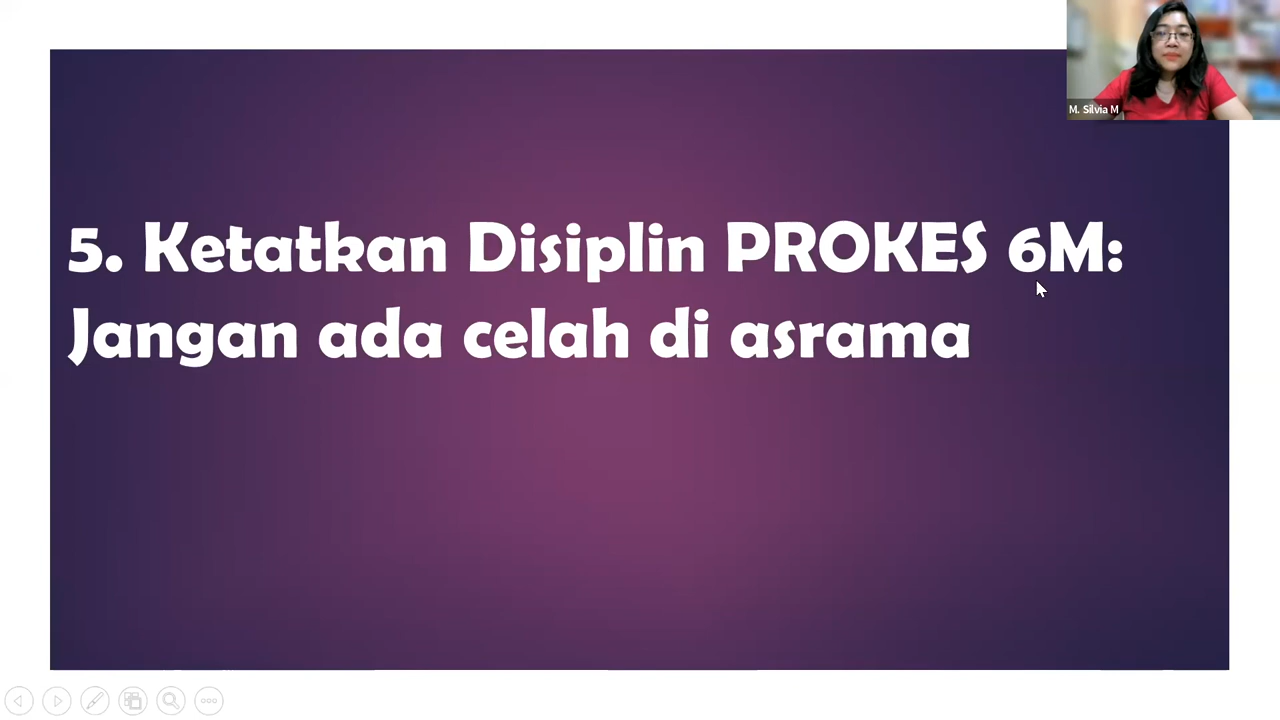 M. Silvia M
5. Ketatkan Disiplin PROKES 6M:
Jangan ada celah di asrama